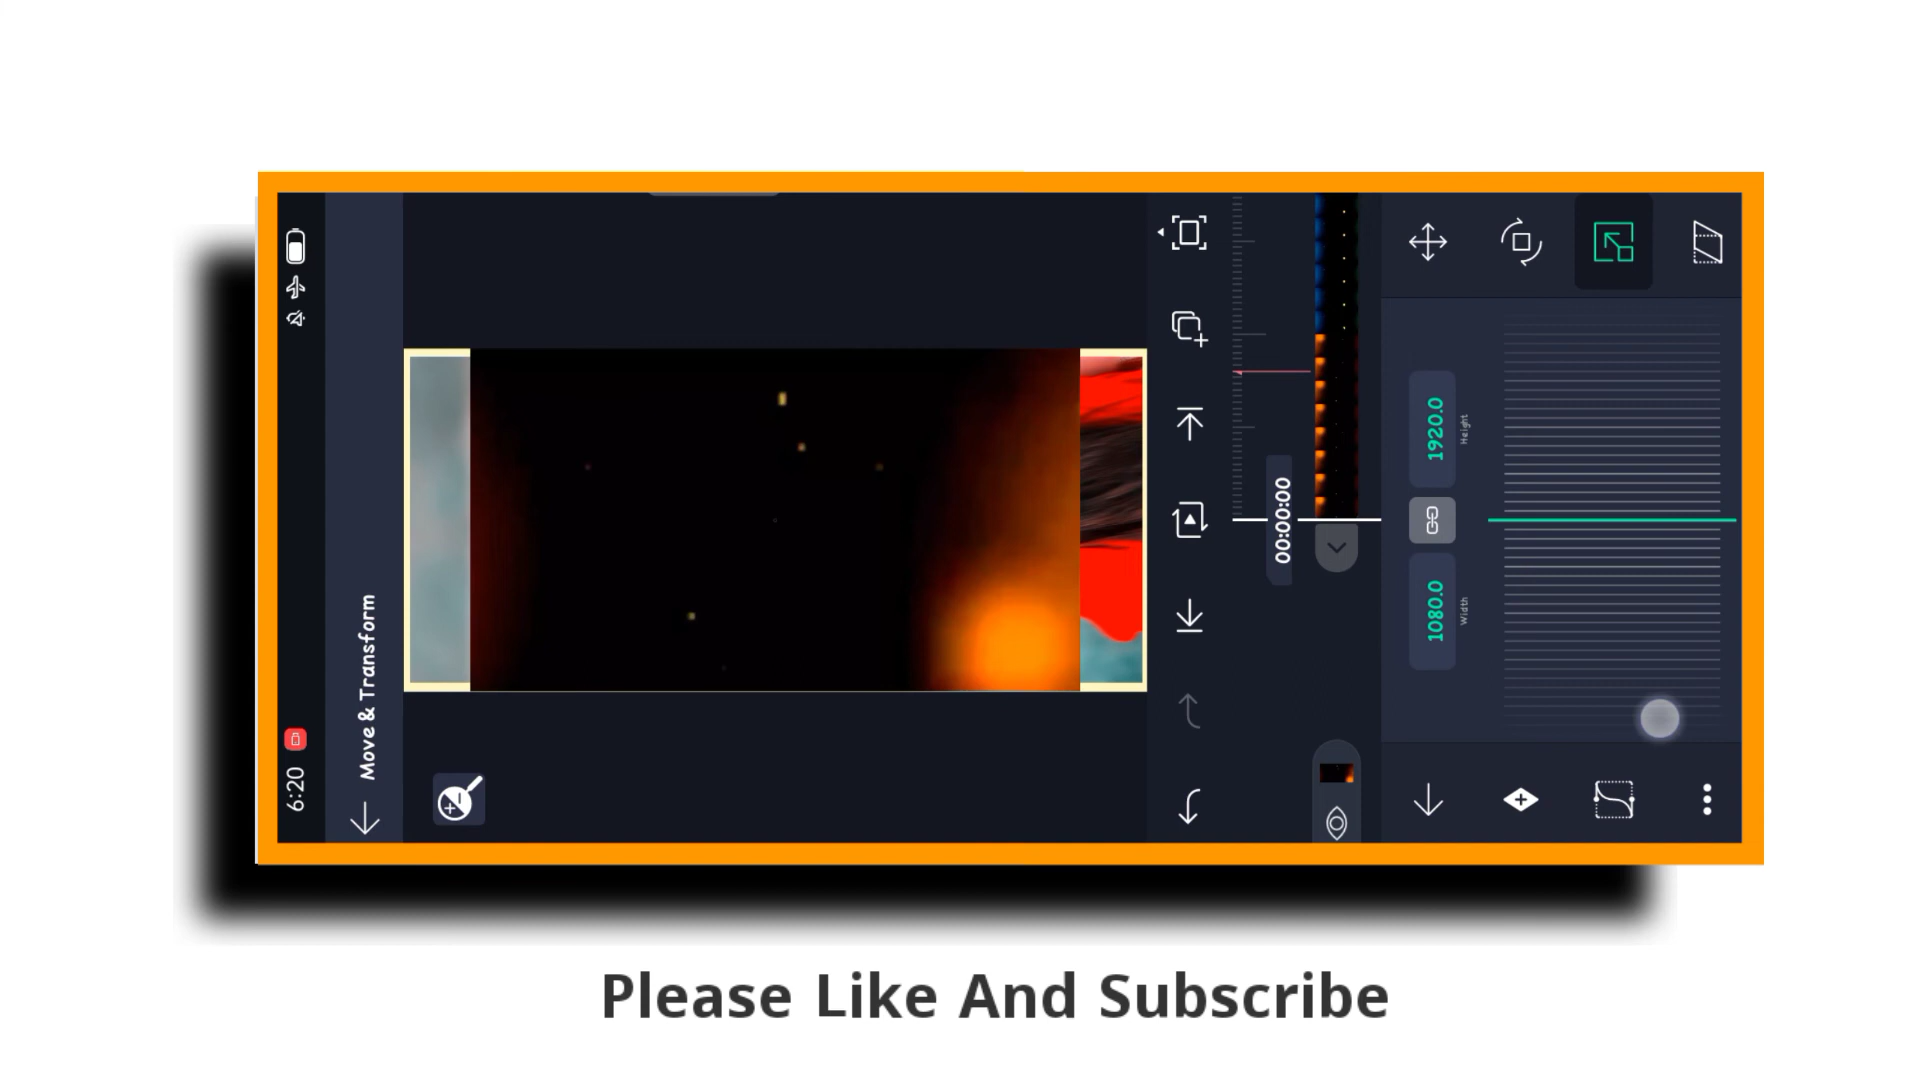 6:20
Move & Transform
00:00:00
1080.0
Width
1920.0
Height
Please Like And Subscribe